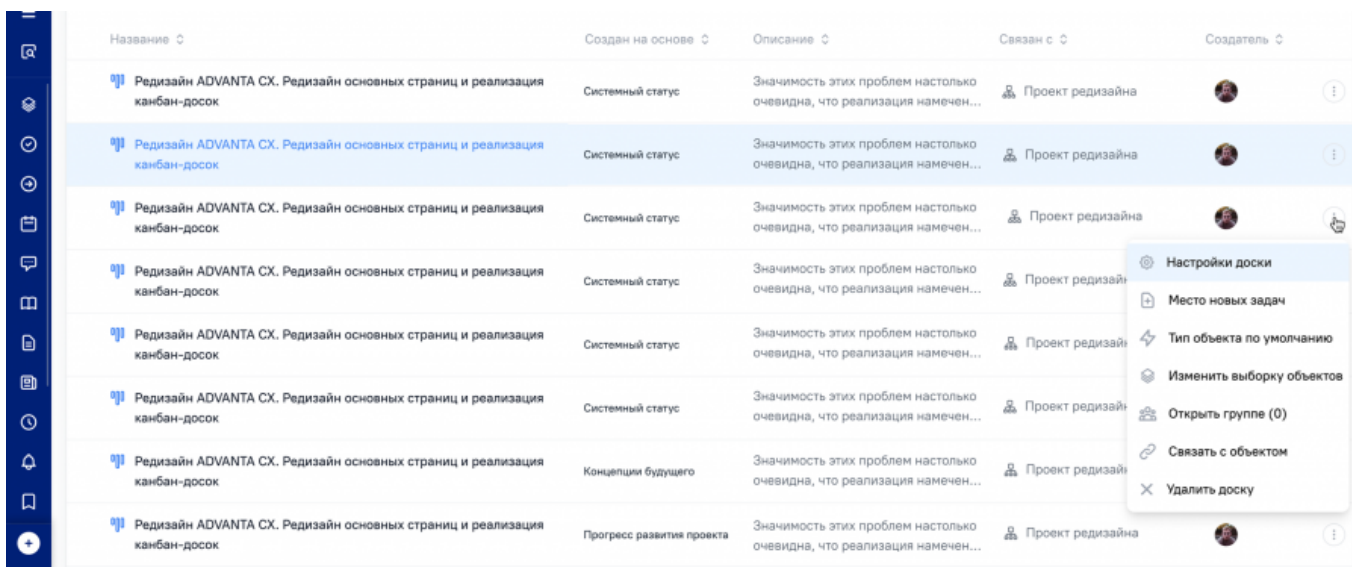 Название Создан на основе Описание Связан с Создатель
Редизайн ADVANTA CX. Редизайн основных страниц и реализация
канбан-досок
Системный статус
Значимость этих проблем настолько
очевидна, что реализация намечен...
Проект редизайна
Редизайн ADVANTA CX. Редизайн основных страниц и реализация
канбан-досок
Системный статус
Значимость этих проблем настолько
очевидна, что реализация намечен...
Проект редизайна
Редизайн ADVANTA CX. Редизайн основных страниц и реализация
канбан-досок
Системный статус
Значимость этих проблем настолько
очевидна, что реализация намечен...
Проект редизайна
Редизайн ADVANTA CX. Редизайн основных страниц и реализация
канбан-досок
Системный статус
Значимость этих проблем настолько
очевидна, что реализация намечен...
Проект редизайн
Редизайн ADVANTA CX. Редизайн основных страниц и реализация
канбан-досок
Системный статус
Значимость этих проблем настолько
очевидна, что реализация намечен...
Проект редизайн
Редизайн ADVANTA CX. Редизайн основных страниц и реализация
канбан-досок
Системный статус
Значимость этих проблем настолько
очевидна, что реализация намечен...
Проект редизайн
Редизайн ADVANTA CX. Редизайн основных страниц и реализация
канбан-досок
Концепции будущего
Значимость этих проблем настолько
очевидна, что реализация намечен...
Проект редизайн
Редизайн ADVANTA CX. Редизайн основных страниц и реализация
канбан-досок
Прогресс развития проекта
Значимость этих проблем настолько
очевидна, что реализация намечен...
Проект редизайна
Настройки доски
Место новых задач
Тип объекта по умолчанию
Изменить выборку объектов
Открыть группе (0)
Связать с объектом
Удалить доску